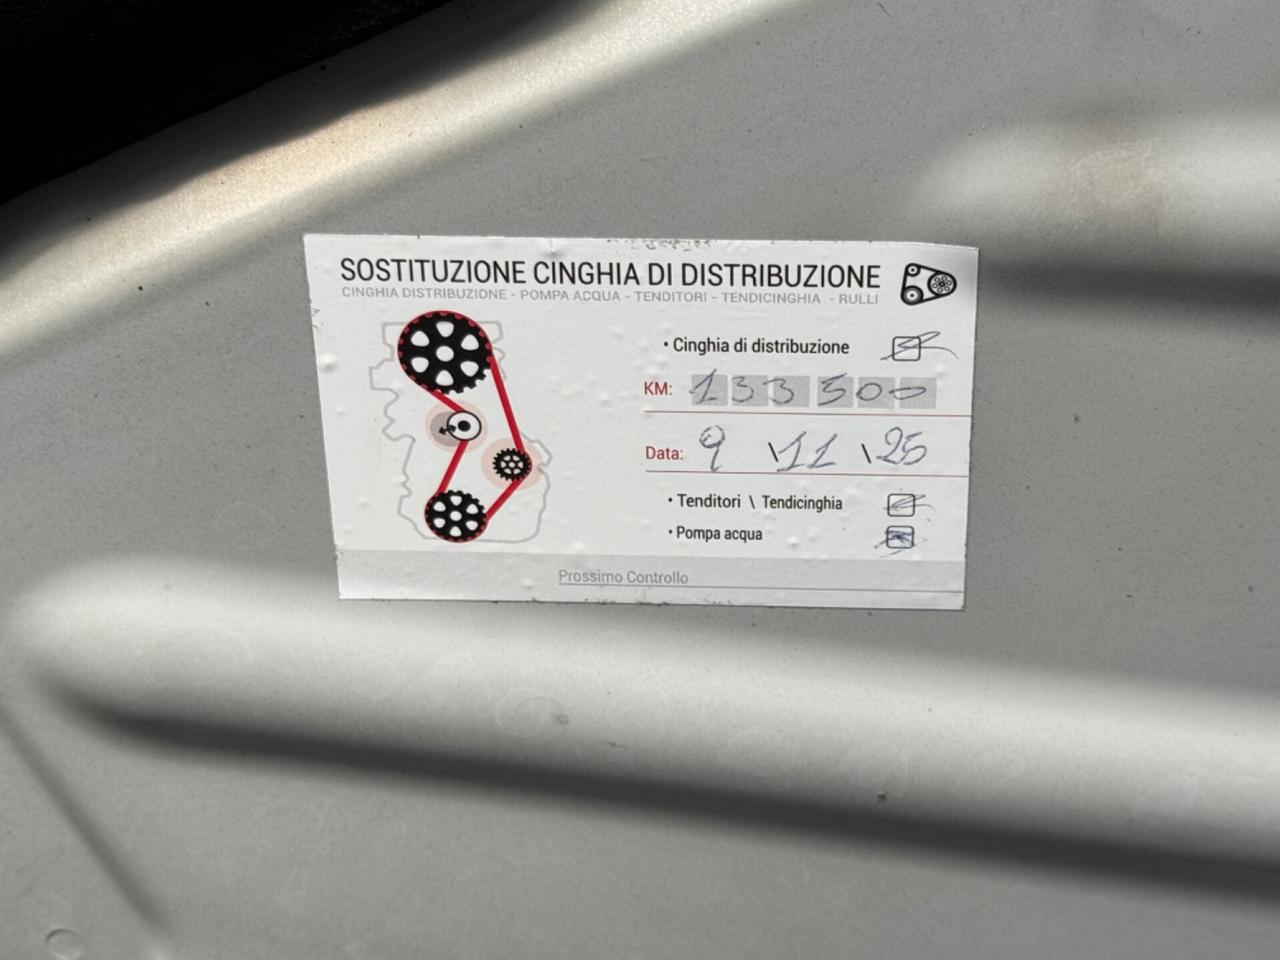 SOSTITUZIONE CINGHIA DI DISTRIBUZIONE
CINGHIA DISTRIBUZIONE - POMPA ACQUA - TENDITORI - TENDICINGHIA - RULLI
• Cinghia di distribuzione
KM: 133500
Data: 9 \11 \25
• Tenditori \ Tendicinghia
• Pompa acqua
Prossimo Controllo